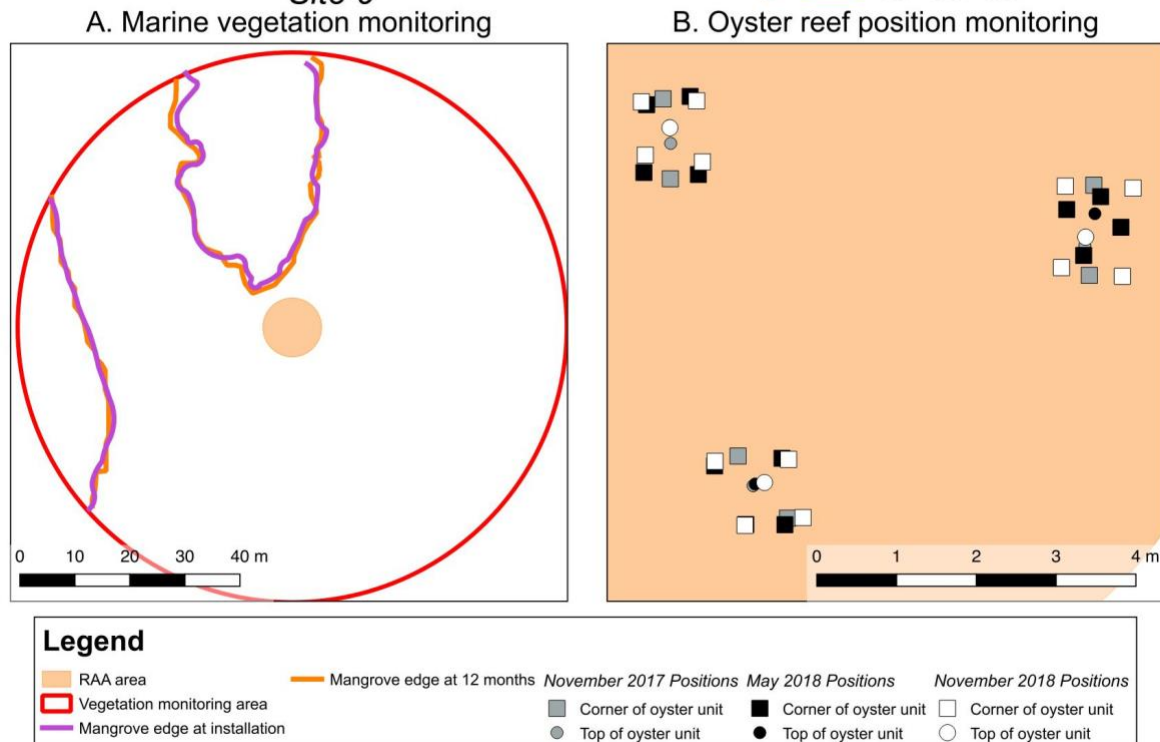 A. Marine vegetation monitoring
B. Oyster reef position monitoring
0 10 20 30 40 m
0 1 2 3 4 m
Legend
RAA area
Vegetation monitoring area
Mangrove edge at installation
Mangrove edge at 12 months
November 2017 Positions
Corner of oyster unit
Top of oyster unit
May 2018 Positions
Corner of oyster unit
Top of oyster unit
November 2018 Positions
Corner of oyster unit
Top of oyster unit